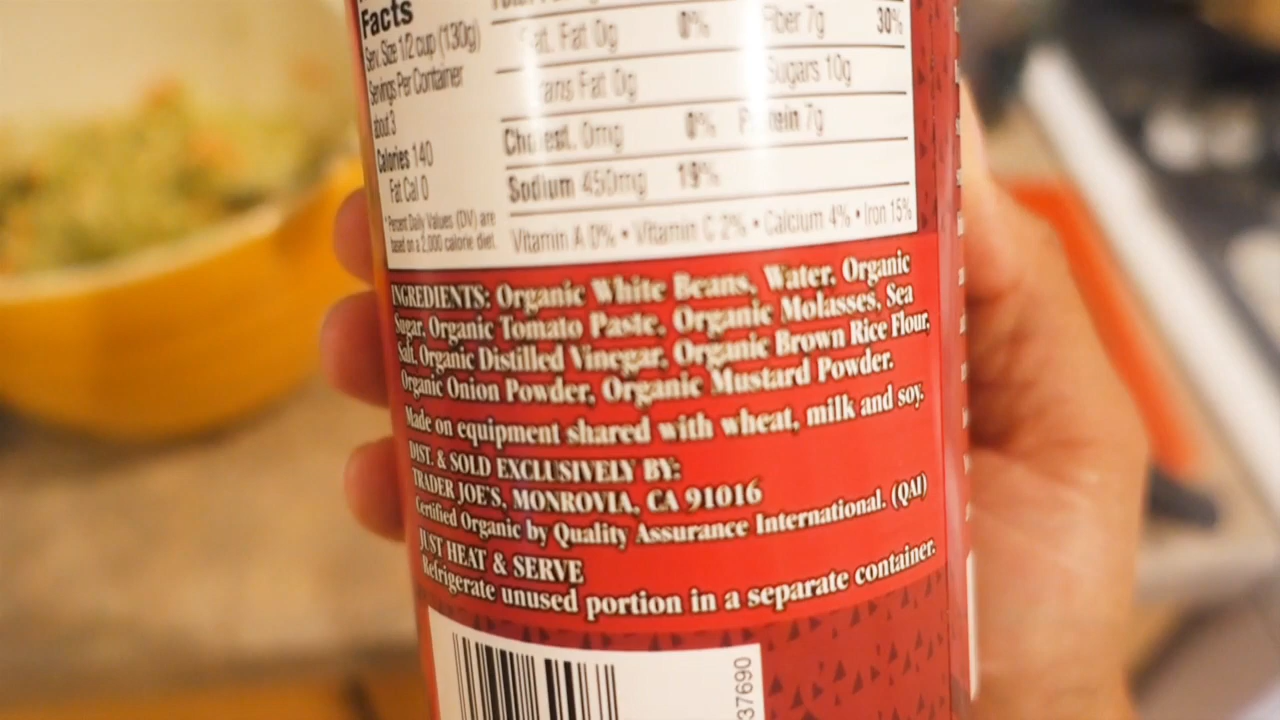 Facts
Serv. Size 1/2 cup (130g)
Servings Per Container
about 3
Calories 140
Fat Cal 0
*Percent Daily Values (DV) are
based on a 2,000 calorie diet.
Sat. Fat 0g 0% Fiber 7g 30%
Trans Fat 0g Sugars 10g
Cholest. 0mg 0% Protein 7g
Sodium 450mg 19%
Vitamin A 0% • Vitamin C 2% • Calcium 4% • Iron 15%
INGREDIENTS: Organic White Beans, Water, Organic
Sugar, Organic Tomato Paste, Organic Molasses, Sea
Salt, Organic Distilled Vinegar, Organic Brown Rice Flour,
Organic Onion Powder, Organic Mustard Powder.
Made on equipment shared with wheat, milk and soy.
DIST. & SOLD EXCLUSIVELY BY:
TRADER JOE'S, MONROVIA, CA 91016
Certified Organic by Quality Assurance International. (QAI)
JUST HEAT & SERVE
Refrigerate unused portion in a separate container.
37690